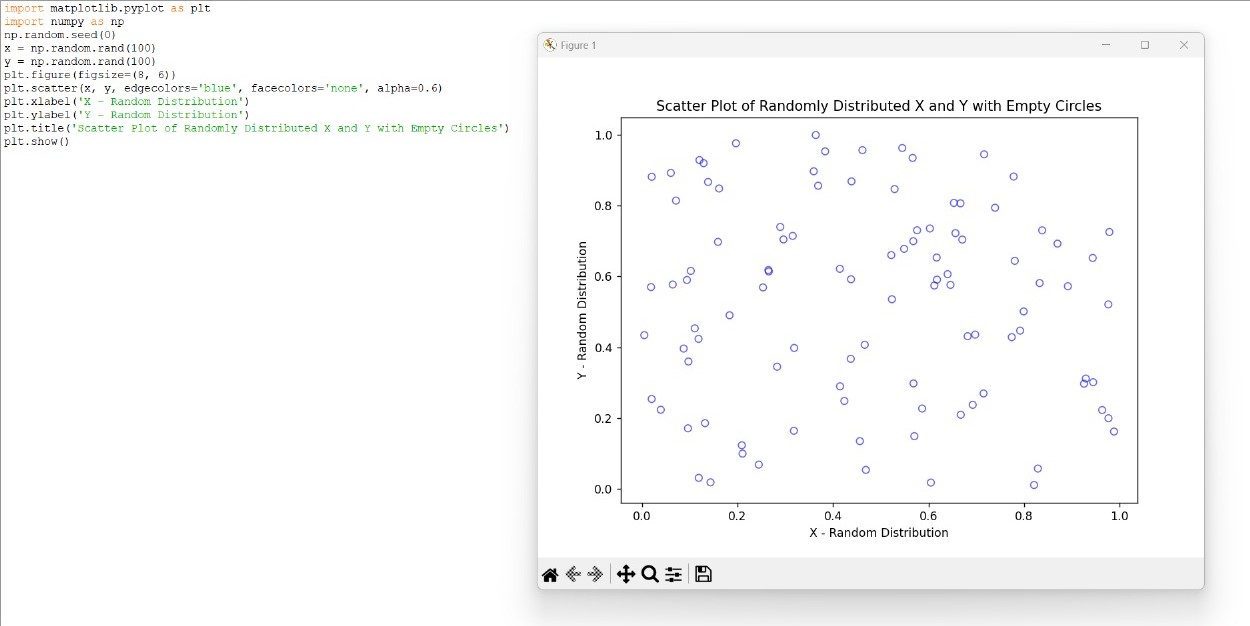 import matplotlib.pyplot as plt
import numpy as np
np.random.seed(0)
x = np.random.rand(100)
y = np.random.rand(100)
plt.figure(figsize=(8, 6))
plt.scatter(x, y, edgecolors='blue', facecolors='none', alpha=0.6)
plt.xlabel('X - Random Distribution')
plt.ylabel('Y - Random Distribution')
plt.title('Scatter Plot of Randomly Distributed X and Y with Empty Circles')
plt.show()
Figure 1
Scatter Plot of Randomly Distributed X and Y with Empty Circles
Y - Random Distribution
1.0
0.8
0.6
0.4
0.2
0.0
0.0 0.2 0.4 0.6 0.8 1.0
X - Random Distribution